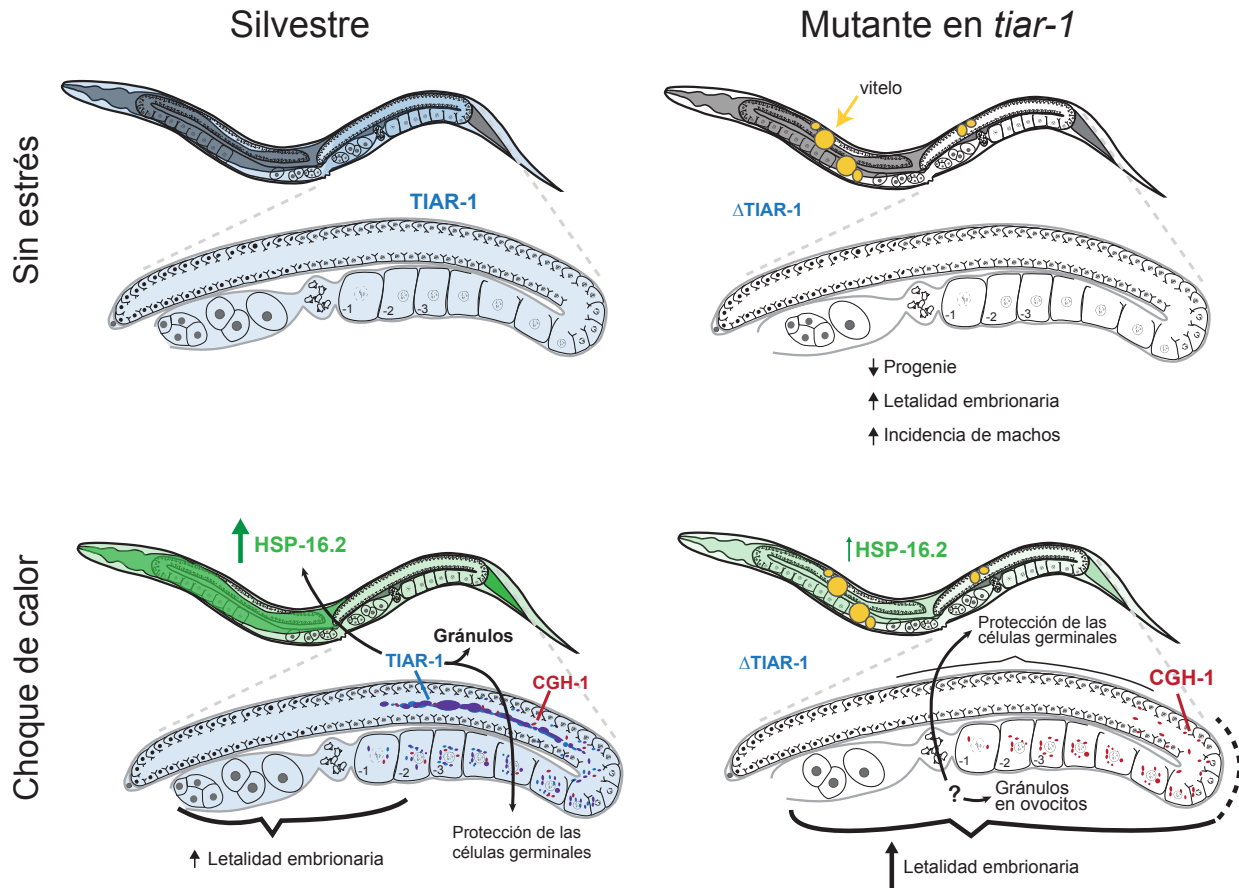 Silvestre
Mutante en tiar-1
Sin estrés
vitelo
TIAR-1
ΔTIAR-1
-1
-2
-3
-1
-2
-3
Progenie
Letalidad embrionaria
Incidencia de machos
Choque de calor
HSP-16.2
HSP-16.2
Gránulos
TIAR-1
CGH-1
Protección de las
células germinales
ΔTIAR-1
CGH-1
-1
-2
-3
-1
-2
-3
?
Gránulos
en ovocitos
Protección de las
células germinales
Letalidad embrionaria
Letalidad embrionaria